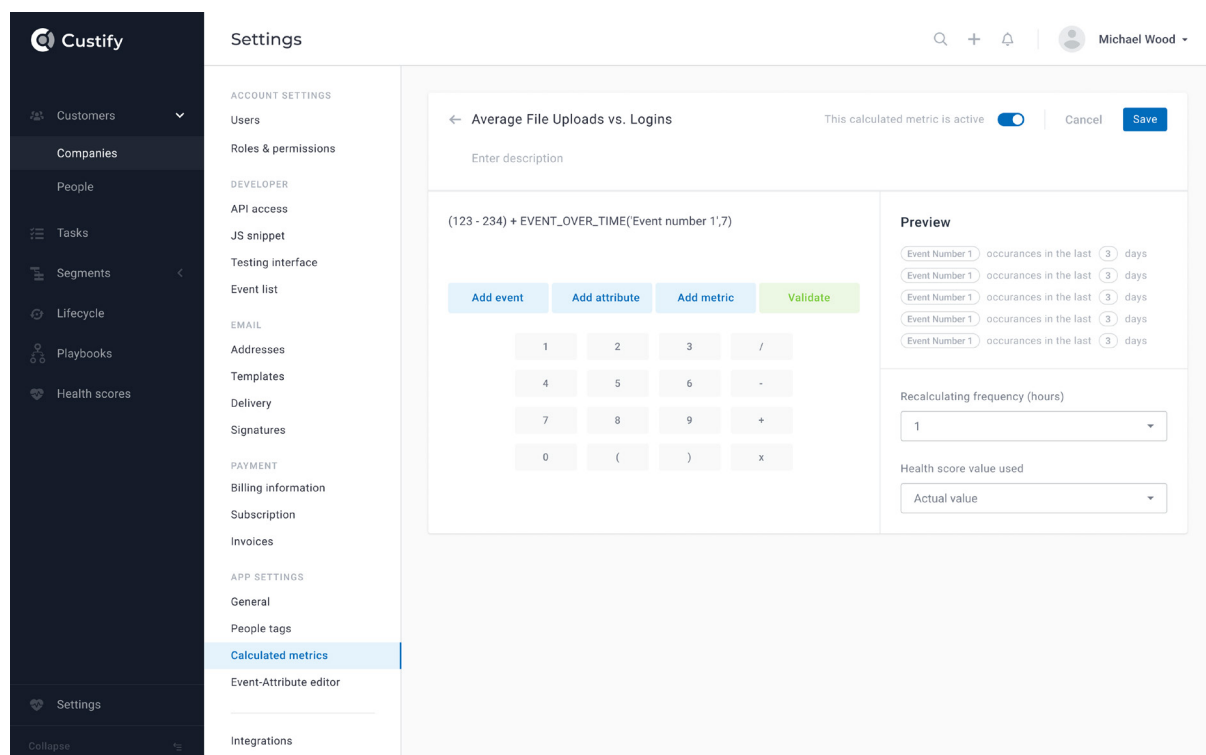 Custify
Customers
Companies
People
Tasks
Segments
Lifecycle
Playbooks
Health scores
Settings
Collapse
Settings
Michael Wood
ACCOUNT SETTINGS
Users
Roles & permissions
DEVELOPER
API access
JS snippet
Testing interface
Event list
EMAIL
Addresses
Templates
Delivery
Signatures
PAYMENT
Billing information
Subscription
Invoices
APP SETTINGS
General
People tags
Calculated metrics
Event-Attribute editor
Integrations
Average File Uploads vs. Logins
This calculated metric is active
Cancel
Save
Enter description
(123 - 234) + EVENT_OVER_TIME('Event number 1',7)
Add event
Add attribute
Add metric
Validate
1 2 3 /
4 5 6 -
7 8 9 +
0 ( ) x
Preview
Event Number 1 occurances in the last 3 days
Event Number 1 occurances in the last 3 days
Event Number 1 occurances in the last 3 days
Event Number 1 occurances in the last 3 days
Event Number 1 occurances in the last 3 days
Recalculating frequency (hours)
1
Health score value used
Actual value